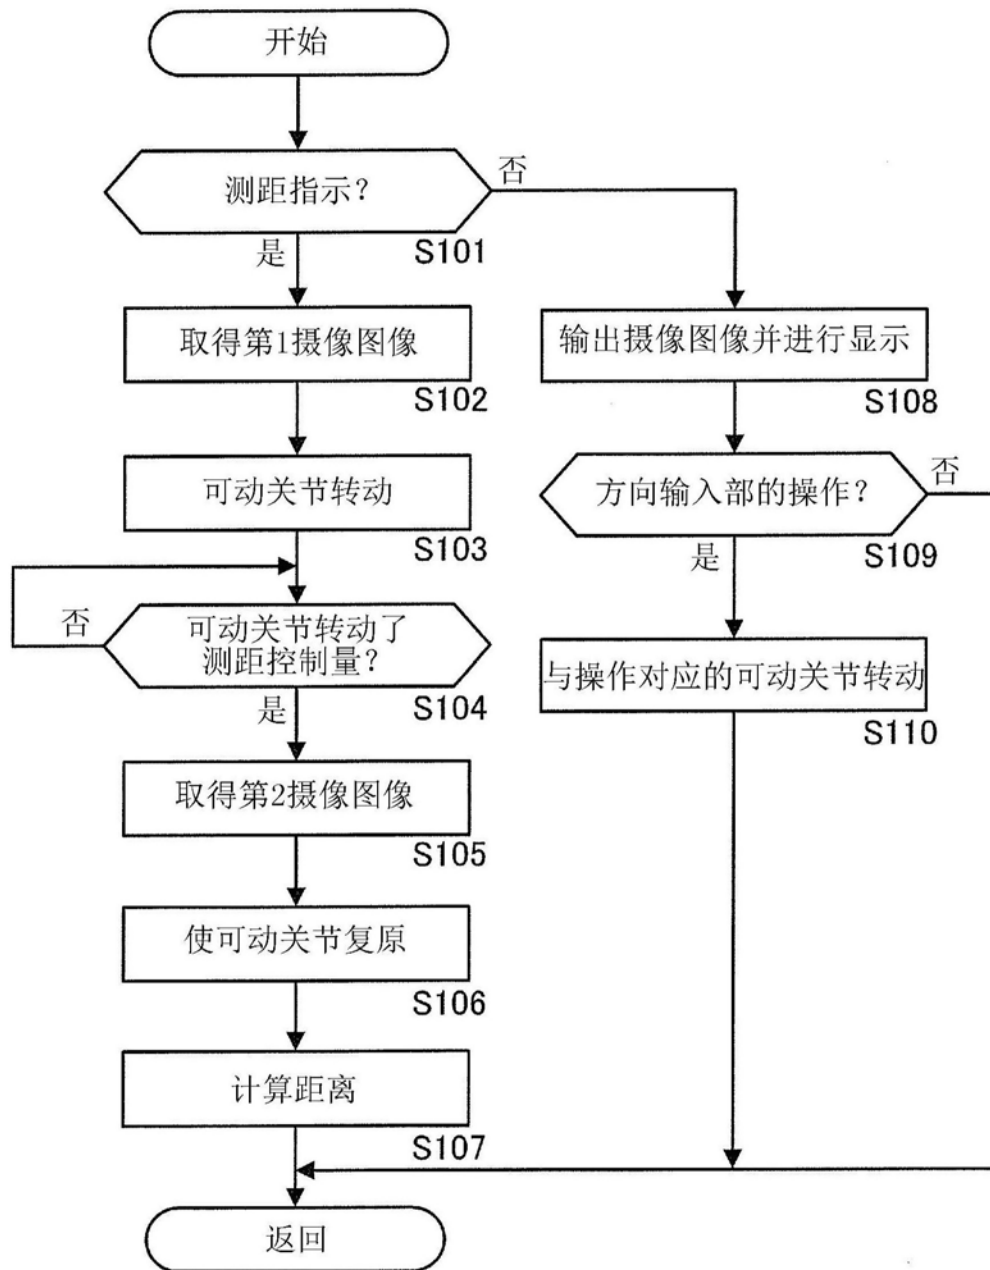 开始
测距指示？
否
是
S101
取得第1摄像图像
S102
可动关节转动
S103
否
可动关节转动了
测距控制量？
S104
是
取得第2摄像图像
S105
使可动关节复原
S106
计算距离
S107
输出摄像图像并进行显示
S108
方向输入部的操作？
否
是
S109
与操作对应的可动关节转动
S110
返回